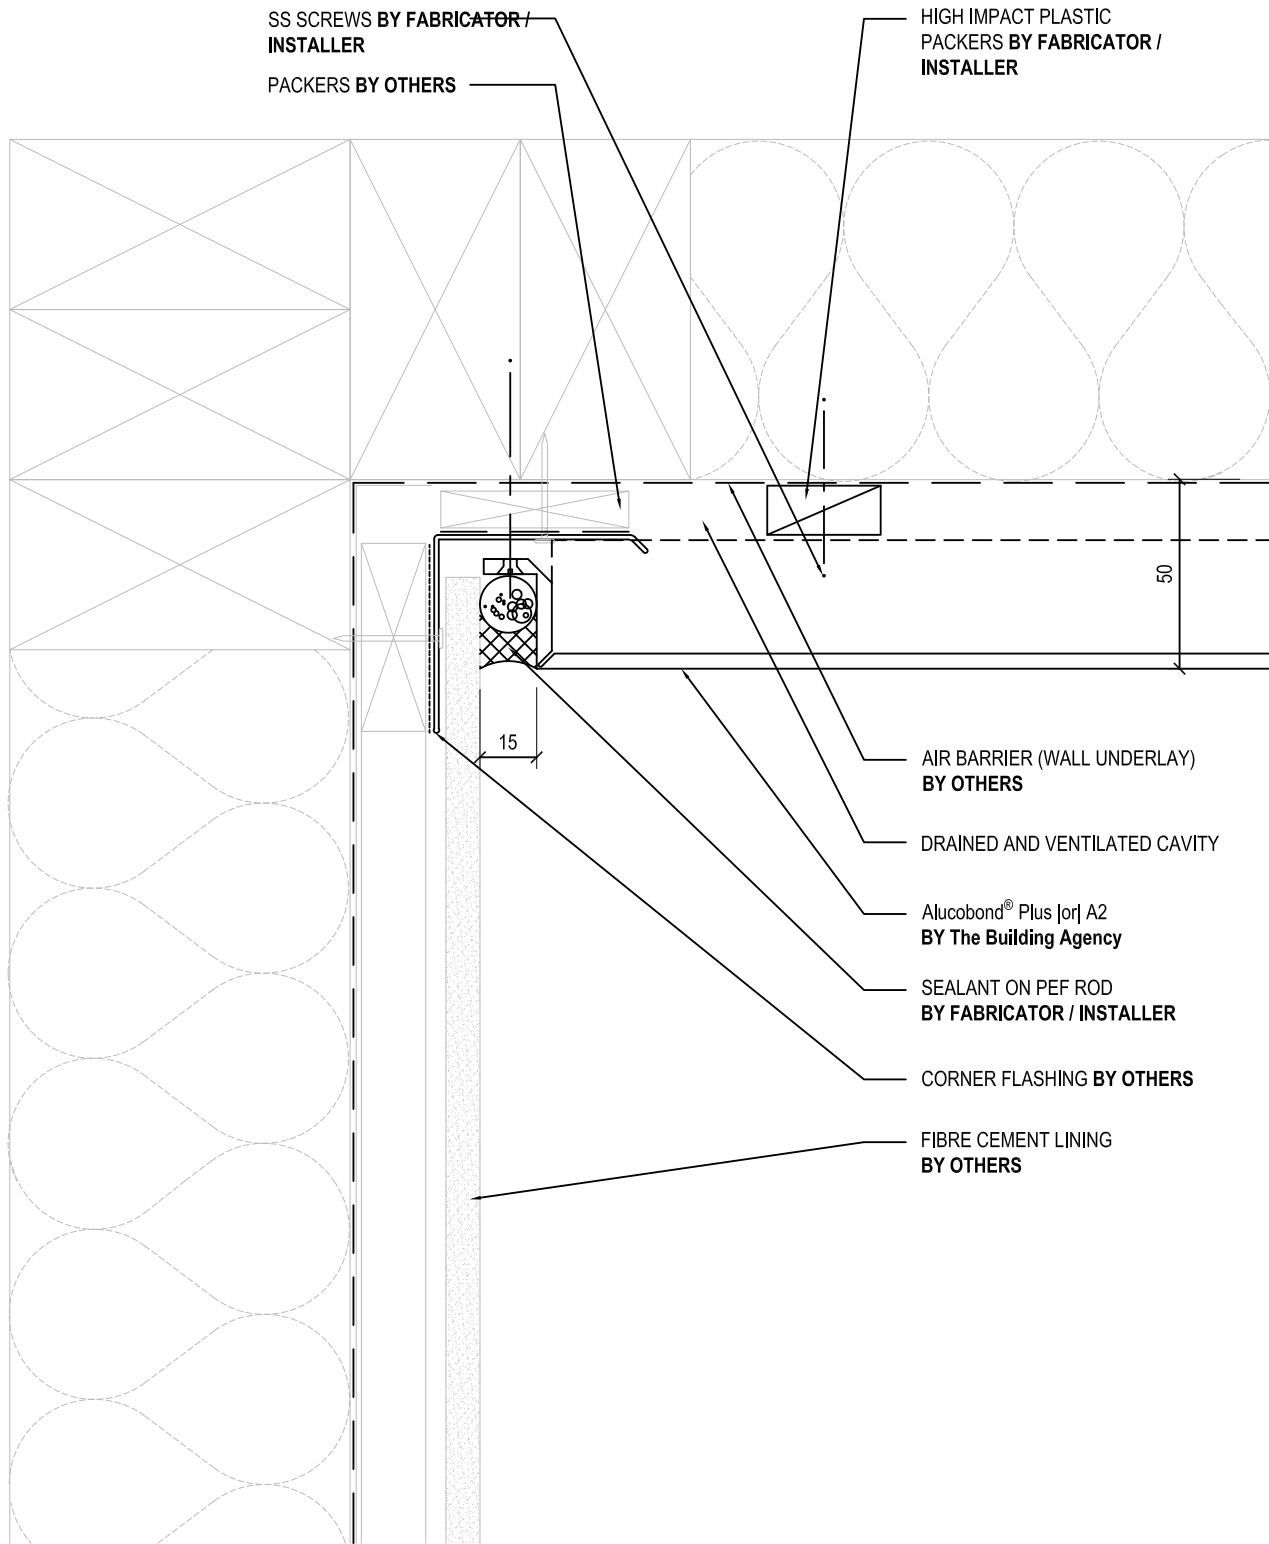 SS SCREWS BY FABRICATOR /
INSTALLER
PACKERS BY OTHERS
HIGH IMPACT PLASTIC
PACKERS BY FABRICATOR /
INSTALLER
50
15
AIR BARRIER (WALL UNDERLAY)
BY OTHERS
DRAINED AND VENTILATED CAVITY
Alucobond® Plus |or| A2
BY The Building Agency
SEALANT ON PEF ROD
BY FABRICATOR / INSTALLER
CORNER FLASHING BY OTHERS
FIBRE CEMENT LINING
BY OTHERS